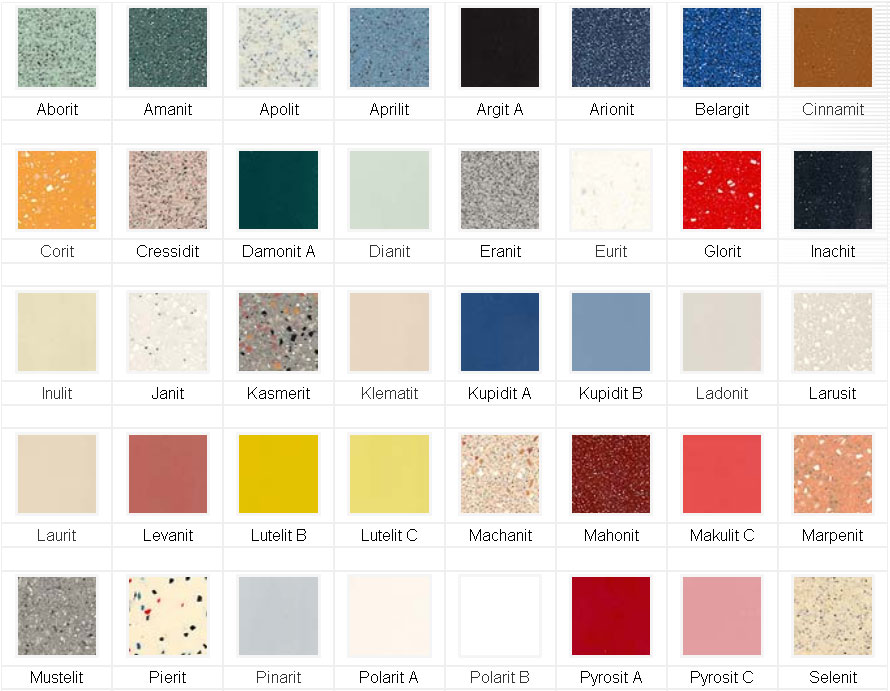 Aborit Amanit Apolit Aprilit Argit A Arionit Belargit Cinnamit
Corit Cressidit Damonit A Dianit Eranit Eurit Glorit Inachit
Inulit Janit Kasmerit Klematit Kupidit A Kupidit B Ladonit Larusit
Laurit Levanit Lutelit B Lutelit C Machanit Mahonit Makulit C Marpenit
Mustelit Pierit Pinarit Polarit A Polarit B Pyrosit A Pyrosit C Selenit